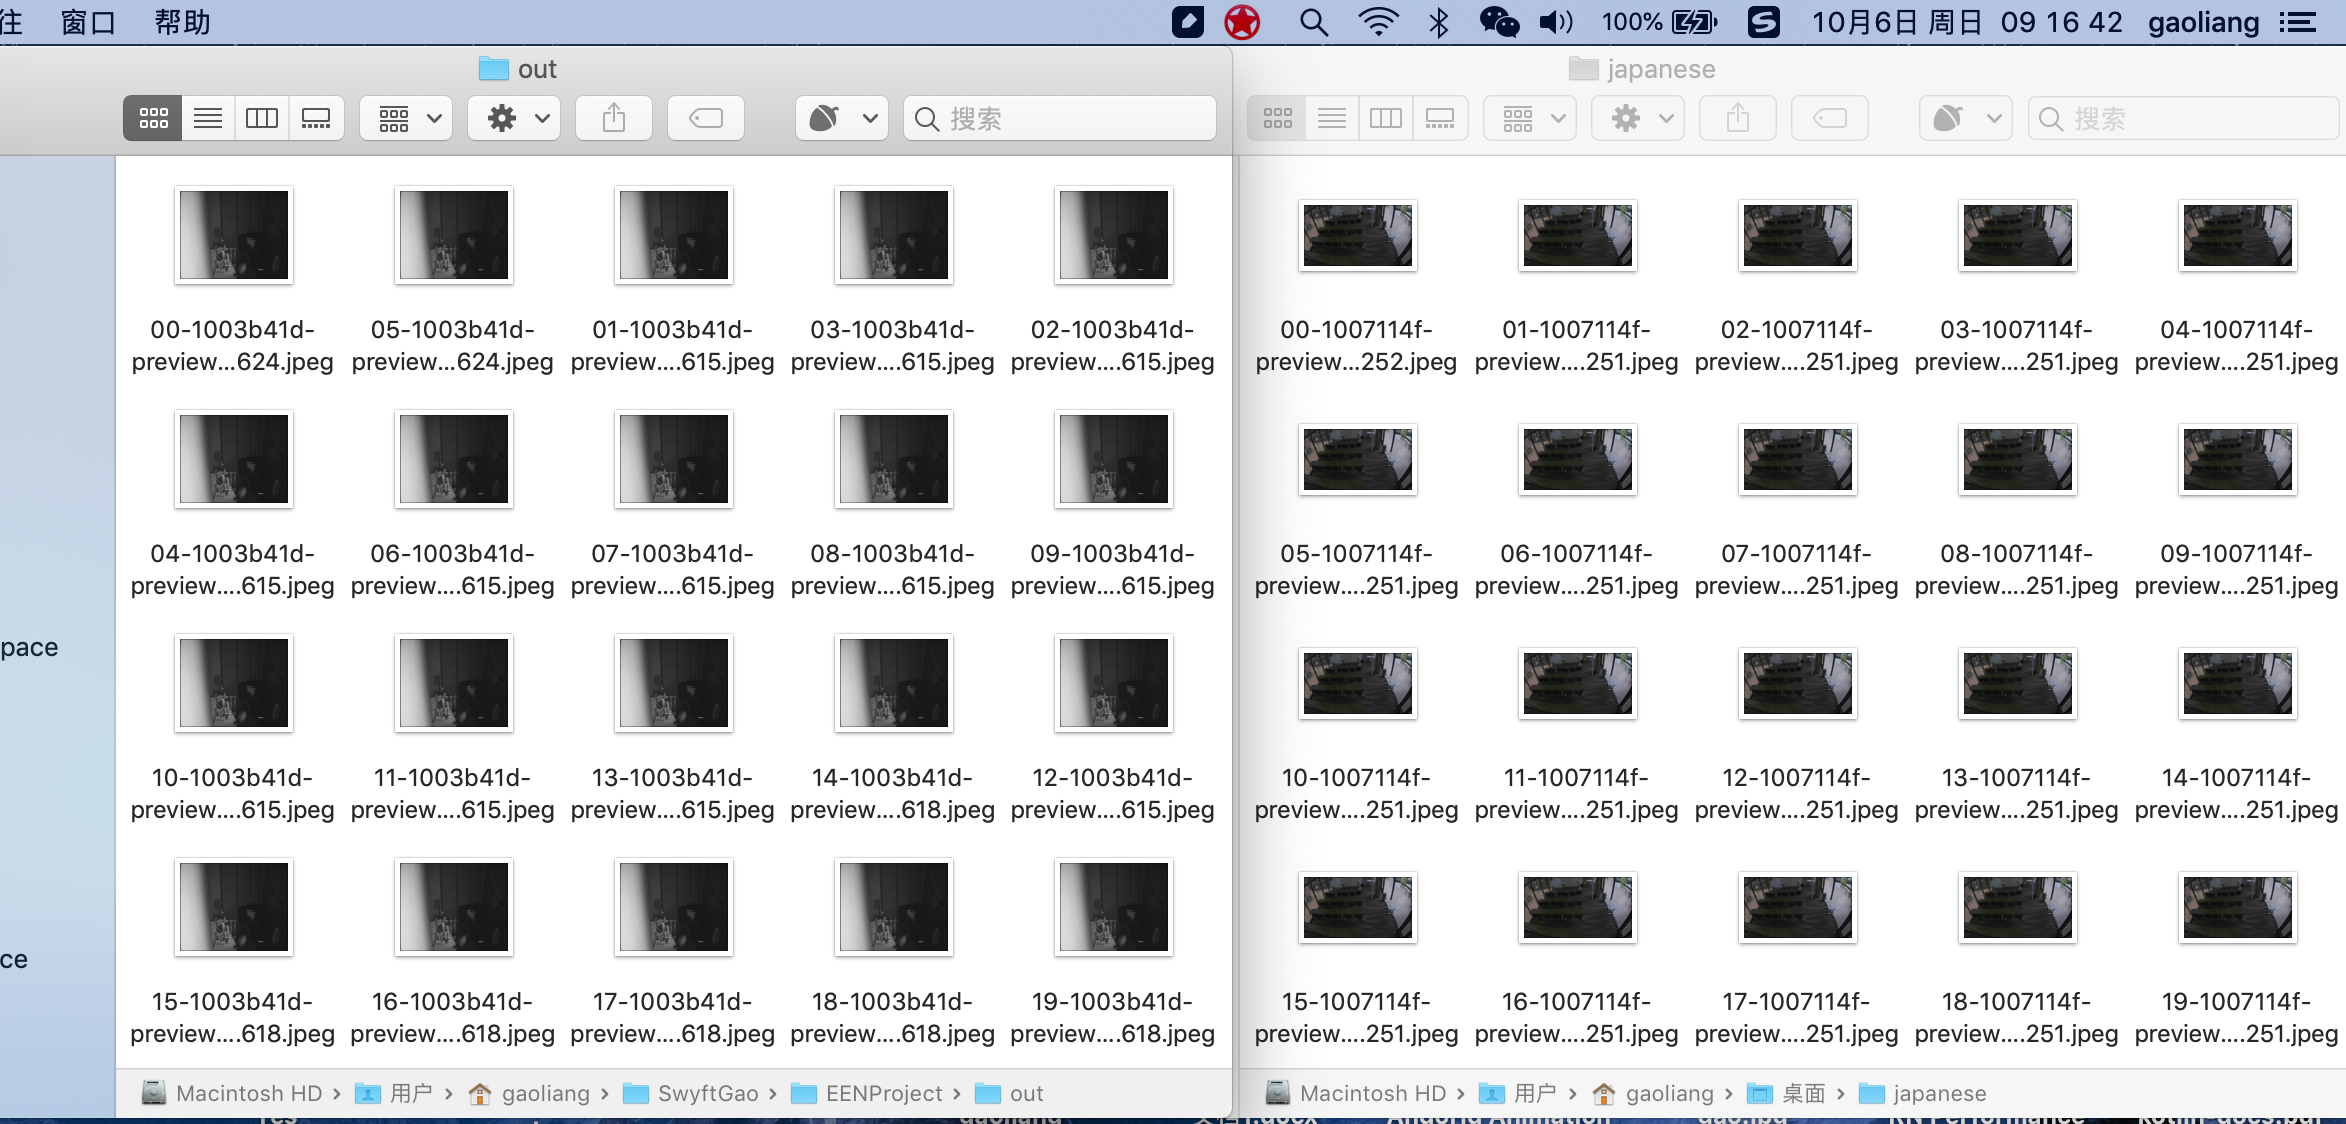 往 窗口 帮助 100% 10月6日 周日 09 16 42 gaoliang
out
搜索
00-1003b41d-preview...624.jpeg
05-1003b41d-preview...624.jpeg
01-1003b41d-preview....615.jpeg
03-1003b41d-preview....615.jpeg
02-1003b41d-preview....615.jpeg
04-1003b41d-preview....615.jpeg
06-1003b41d-preview....615.jpeg
07-1003b41d-preview....615.jpeg
08-1003b41d-preview....615.jpeg
09-1003b41d-preview....615.jpeg
10-1003b41d-preview....615.jpeg
11-1003b41d-preview....615.jpeg
13-1003b41d-preview....615.jpeg
14-1003b41d-preview....618.jpeg
12-1003b41d-preview....615.jpeg
15-1003b41d-preview....618.jpeg
16-1003b41d-preview....618.jpeg
17-1003b41d-preview....618.jpeg
18-1003b41d-preview....618.jpeg
19-1003b41d-preview....618.jpeg
pace
ce
Macintosh HD › 用户 › gaoliang › SwyftGao › EENProject › out
japanese
搜索
00-1007114f-preview...252.jpeg
01-1007114f-preview....251.jpeg
02-1007114f-preview....251.jpeg
03-1007114f-preview....251.jpeg
04-1007114f-preview....251.jpeg
05-1007114f-preview....251.jpeg
06-1007114f-preview....251.jpeg
07-1007114f-preview....251.jpeg
08-1007114f-preview....251.jpeg
09-1007114f-preview....251.jpeg
10-1007114f-preview....251.jpeg
11-1007114f-preview....251.jpeg
12-1007114f-preview....251.jpeg
13-1007114f-preview....251.jpeg
14-1007114f-preview....251.jpeg
15-1007114f-preview....251.jpeg
16-1007114f-preview....251.jpeg
17-1007114f-preview....251.jpeg
18-1007114f-preview....251.jpeg
19-1007114f-preview....251.jpeg
Macintosh HD › 用户 › gaoliang › 桌面 › japanese